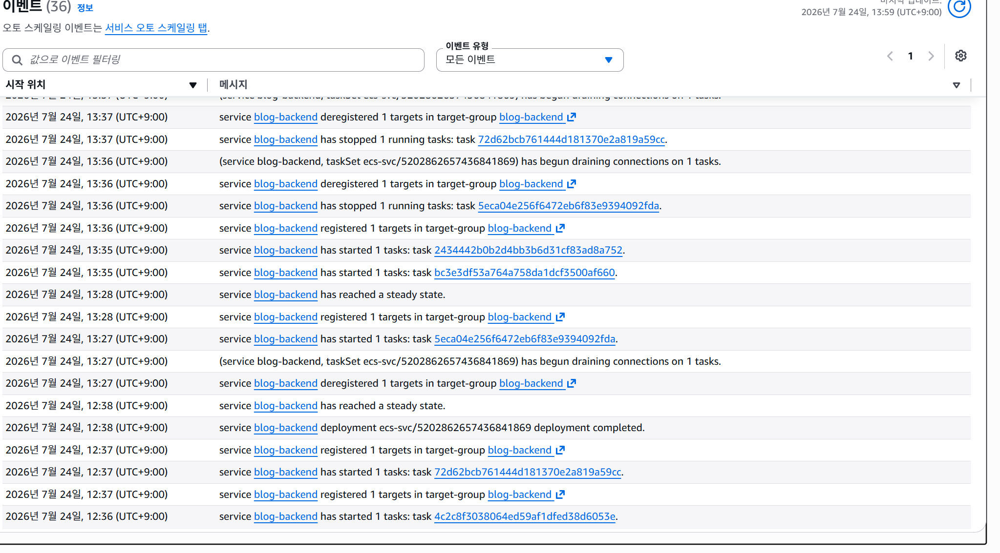 이벤트 (36) 정보
마지막 업데이트:
2026년 7월 24일, 13:59 (UTC+9:00)
오토 스케일링 이벤트는 서비스 오토 스케일링 탭.
값으로 이벤트 필터링
이벤트 유형
모든 이벤트
1
시작 위치 메시지
2026년 7월 24일, 13:37 (UTC+9:00) (service blog-backend, taskSet ecs-svc/5202862657436841869) has begun draining connections on 1 tasks.
2026년 7월 24일, 13:37 (UTC+9:00) service blog-backend deregistered 1 targets in target-group blog-backend
2026년 7월 24일, 13:37 (UTC+9:00) service blog-backend has stopped 1 running tasks: task 72d62bcb761444d181370e2a819a59cc.
2026년 7월 24일, 13:36 (UTC+9:00) (service blog-backend, taskSet ecs-svc/5202862657436841869) has begun draining connections on 1 tasks.
2026년 7월 24일, 13:36 (UTC+9:00) service blog-backend deregistered 1 targets in target-group blog-backend
2026년 7월 24일, 13:36 (UTC+9:00) service blog-backend has stopped 1 running tasks: task 5eca04e256f6472eb6f83e9394092fda.
2026년 7월 24일, 13:36 (UTC+9:00) service blog-backend registered 1 targets in target-group blog-backend
2026년 7월 24일, 13:35 (UTC+9:00) service blog-backend has started 1 tasks: task 2434442b0b2d4bb3b6d31cf83ad8a752.
2026년 7월 24일, 13:35 (UTC+9:00) service blog-backend has started 1 tasks: task bc3e3df53a764a758da1dcf3500af660.
2026년 7월 24일, 13:28 (UTC+9:00) service blog-backend has reached a steady state.
2026년 7월 24일, 13:28 (UTC+9:00) service blog-backend registered 1 targets in target-group blog-backend
2026년 7월 24일, 13:27 (UTC+9:00) service blog-backend has started 1 tasks: task 5eca04e256f6472eb6f83e9394092fda.
2026년 7월 24일, 13:27 (UTC+9:00) (service blog-backend, taskSet ecs-svc/5202862657436841869) has begun draining connections on 1 tasks.
2026년 7월 24일, 13:27 (UTC+9:00) service blog-backend deregistered 1 targets in target-group blog-backend
2026년 7월 24일, 12:38 (UTC+9:00) service blog-backend has reached a steady state.
2026년 7월 24일, 12:38 (UTC+9:00) service blog-backend deployment ecs-svc/5202862657436841869 deployment completed.
2026년 7월 24일, 12:37 (UTC+9:00) service blog-backend registered 1 targets in target-group blog-backend
2026년 7월 24일, 12:37 (UTC+9:00) service blog-backend has started 1 tasks: task 72d62bcb761444d181370e2a819a59cc.
2026년 7월 24일, 12:37 (UTC+9:00) service blog-backend registered 1 targets in target-group blog-backend
2026년 7월 24일, 12:36 (UTC+9:00) service blog-backend has started 1 tasks: task 4c2c8f3038064ed59af1dfed38d6053e.